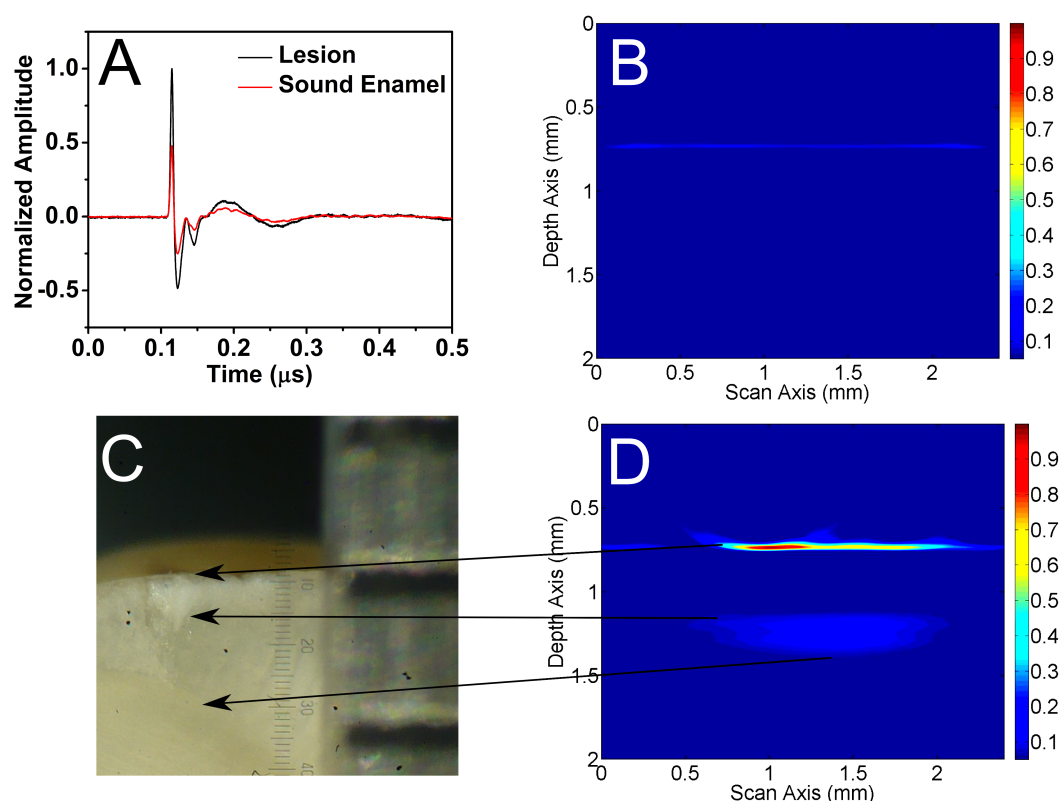 A
Lesion
Sound Enamel
Normalized Amplitude
1.0
0.5
0.0
-0.5
0.0 0.1 0.2 0.3 0.4 0.5
Time (μs)
B
Depth Axis (mm)
0
0.5
1
1.5
2
0 0.5 1 1.5 2
Scan Axis (mm)
0.9
0.8
0.7
0.6
0.5
0.4
0.3
0.2
0.1
C
10
20
30
40
D
Depth Axis (mm)
0
0.5
1
1.5
2
0 0.5 1 1.5 2
Scan Axis (mm)
0.9
0.8
0.7
0.6
0.5
0.4
0.3
0.2
0.1